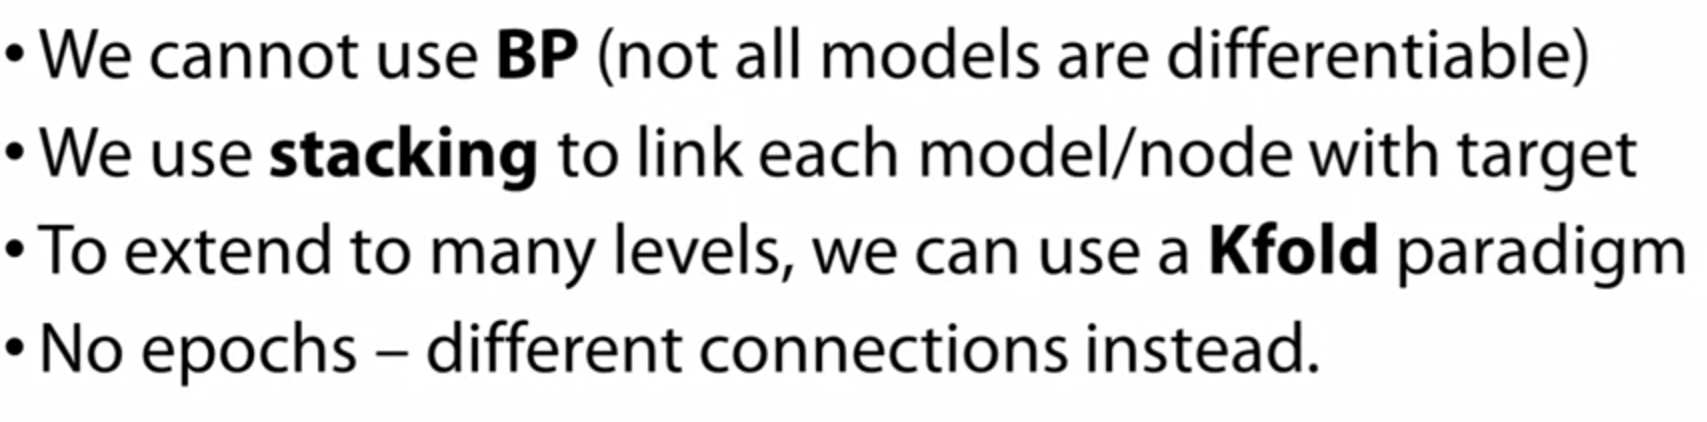 • We cannot use BP (not all models are differentiable)
• We use stacking to link each model/node with target
• To extend to many levels, we can use a Kfold paradigm
• No epochs – different connections instead.